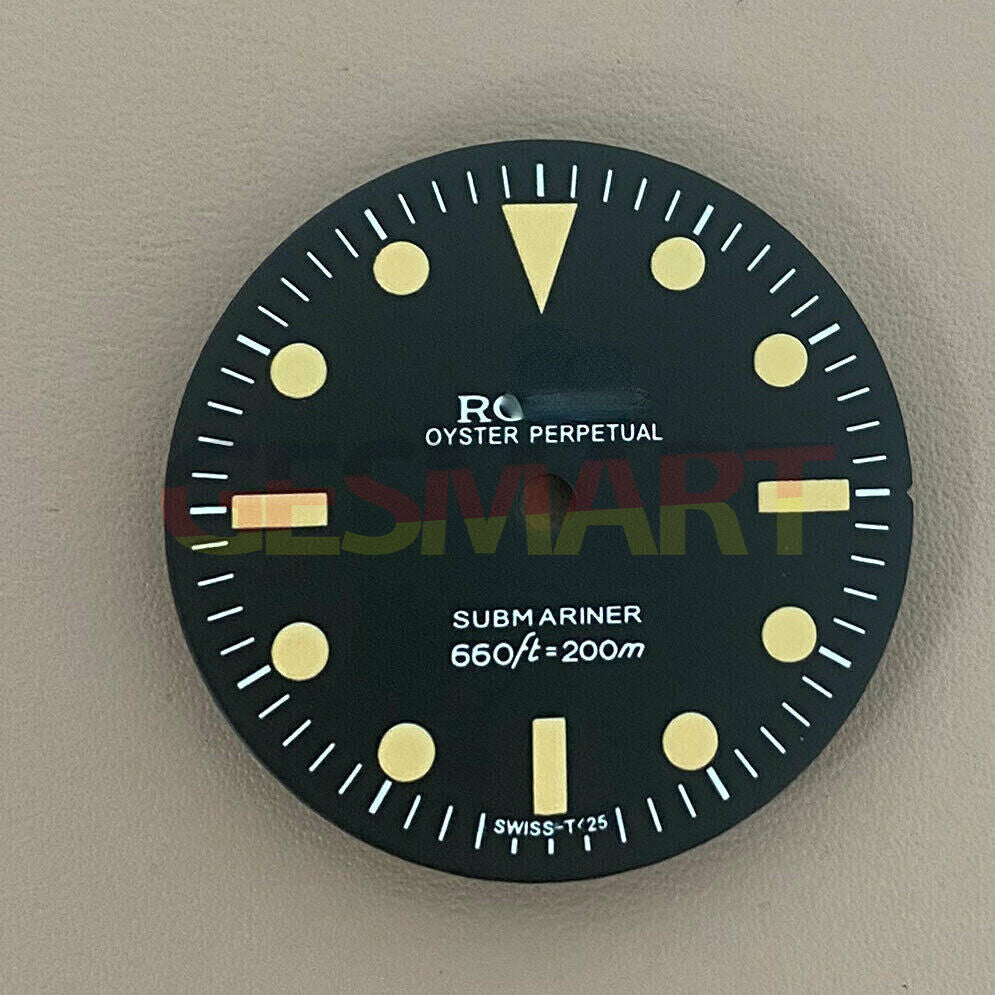 RO
OYSTER PERPETUAL
GESMART
SUBMARINER
660ft=200m
SWISS-T<25